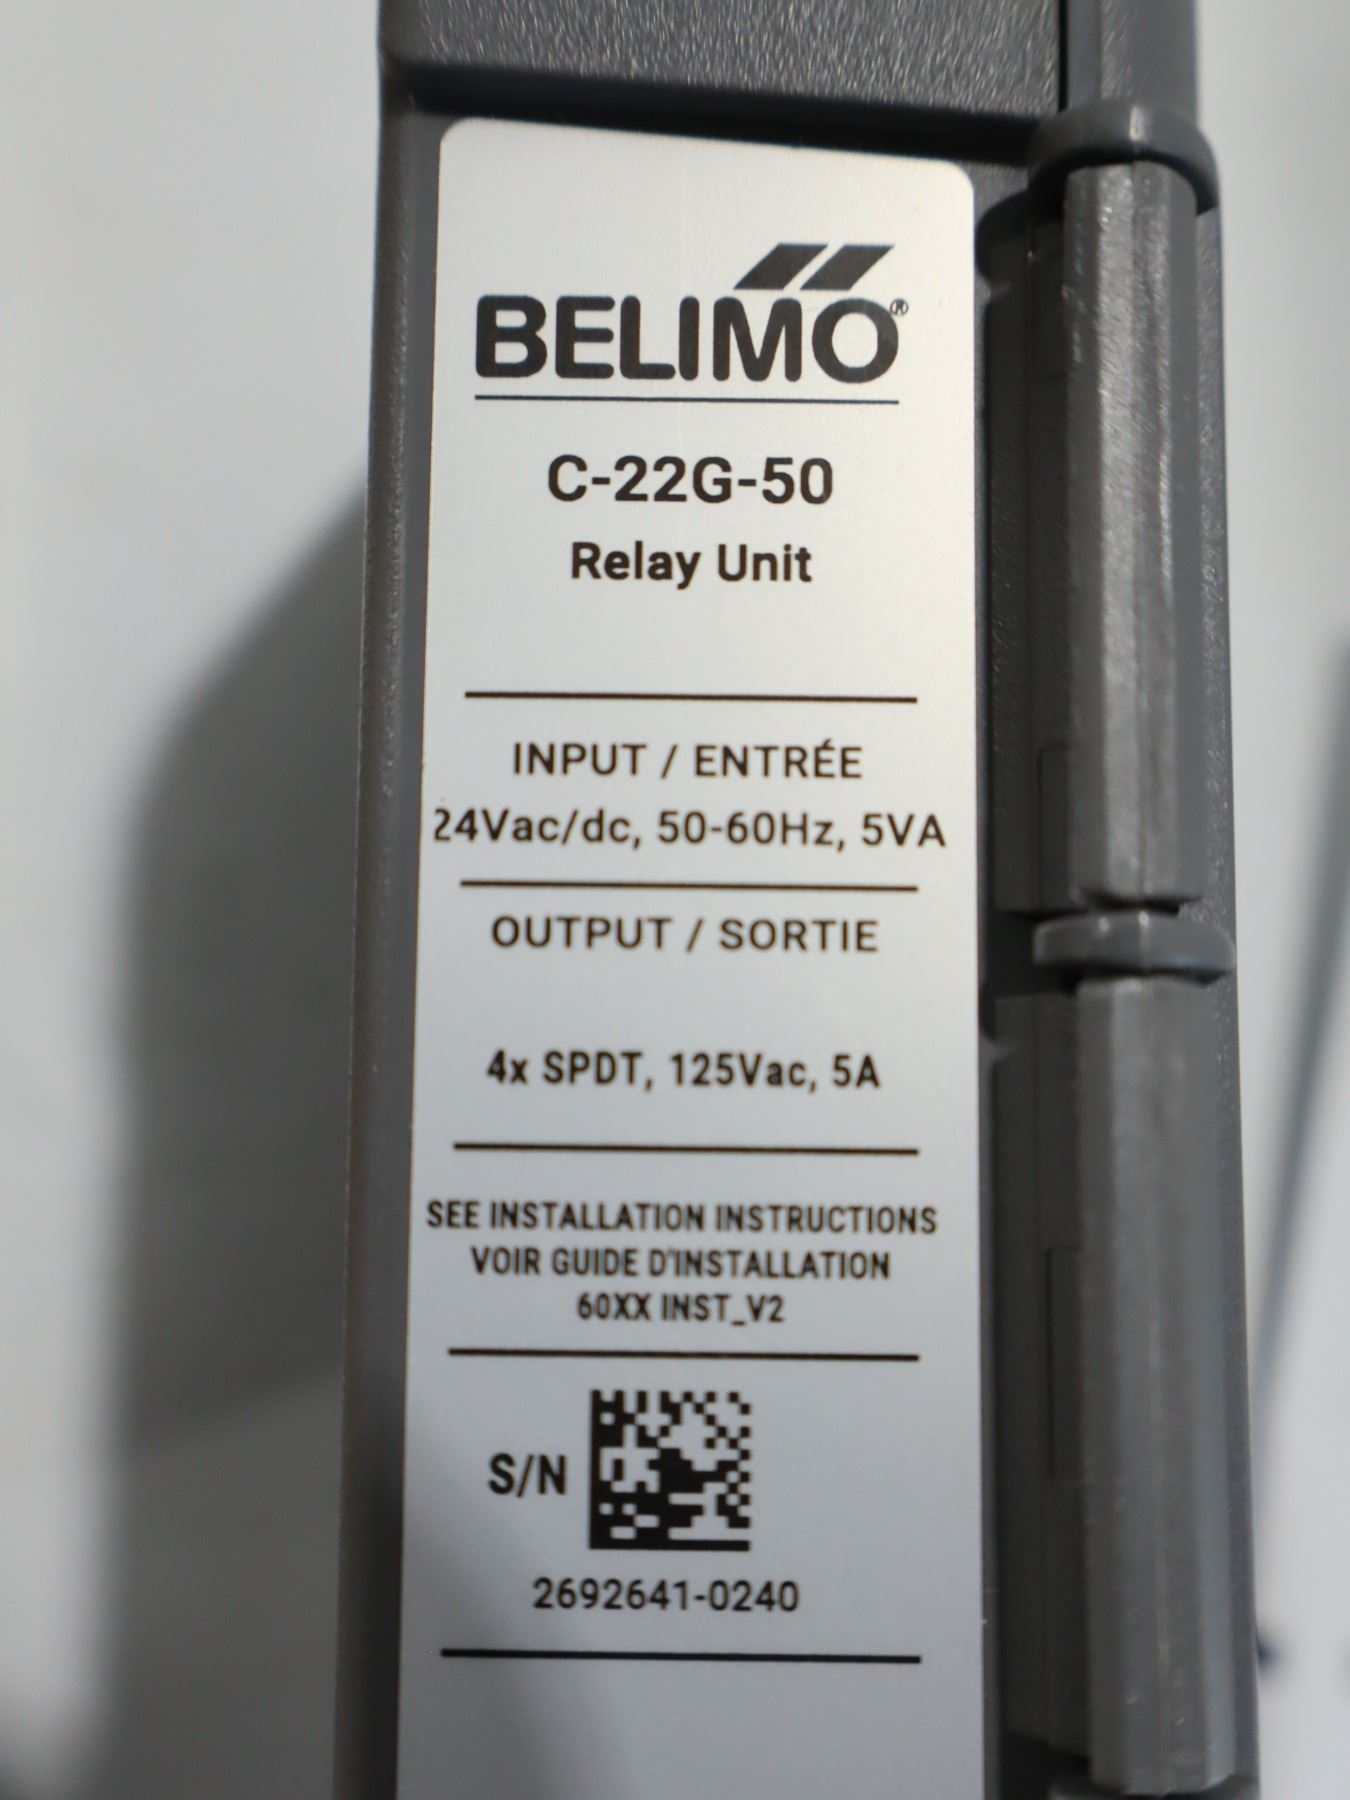 BELIMO®
C-22G-50
Relay Unit
INPUT / ENTRÉE
24Vac/dc, 50-60Hz, 5VA
OUTPUT / SORTIE
4x SPDT, 125Vac, 5A
SEE INSTALLATION INSTRUCTIONS
VOIR GUIDE D'INSTALLATION
60XX INST_V2
S/N
2692641-0240